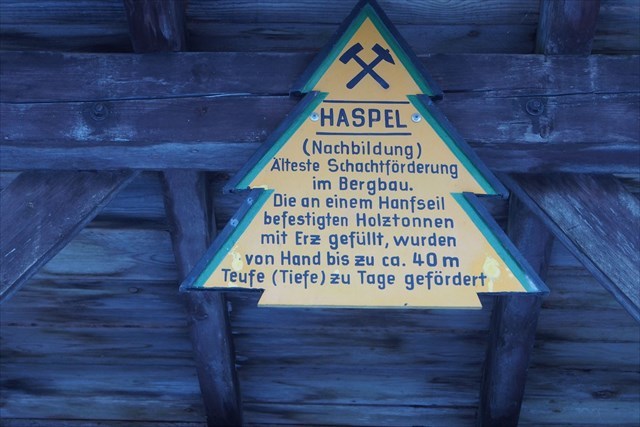 HASPEL
(Nachbildung)
Älteste Schachtförderung
im Bergbau.
Die an einem Hanfseil
befestigten Holztonnen
mit Erz gefüllt, wurden
von Hand bis zu ca. 40 m
Teufe (Tiefe) zu Tage gefördert